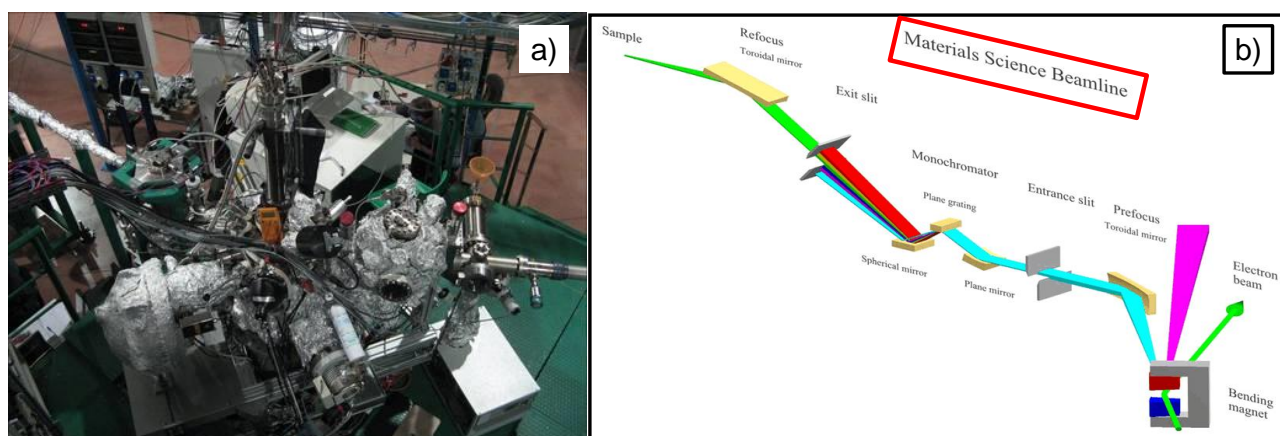 a)
b)
Materials Science Beamline
Sample
Refocus
Toroidal mirror
Exit slit
Monochromator
Plane grating
Spherical mirror
Plane mirror
Entrance slit
Prefocus
Toroidal mirror
Electron
beam
Bending
magnet